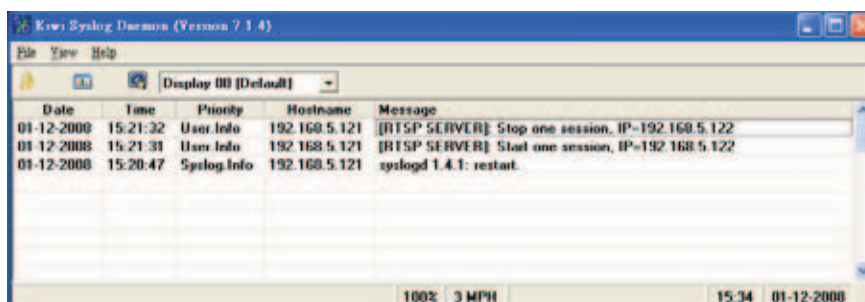 Kiwi Syslog Daemon (Version 7.1.4)
File View Help
Display 00 (Default)
Date Time Priority Hostname Message
01-12-2008 15:21:32 User.Info 192.168.5.121 [RTSP SERVER]: Stop one session, IP=192.168.5.122
01-12-2008 15:21:31 User.Info 192.168.5.121 [RTSP SERVER]: Start one session, IP=192.168.5.122
01-12-2008 15:20:47 Syslog.Info 192.168.5.121 syslogd 1.4.1: restart.
100% 3 MPH 15:34 01-12-2008